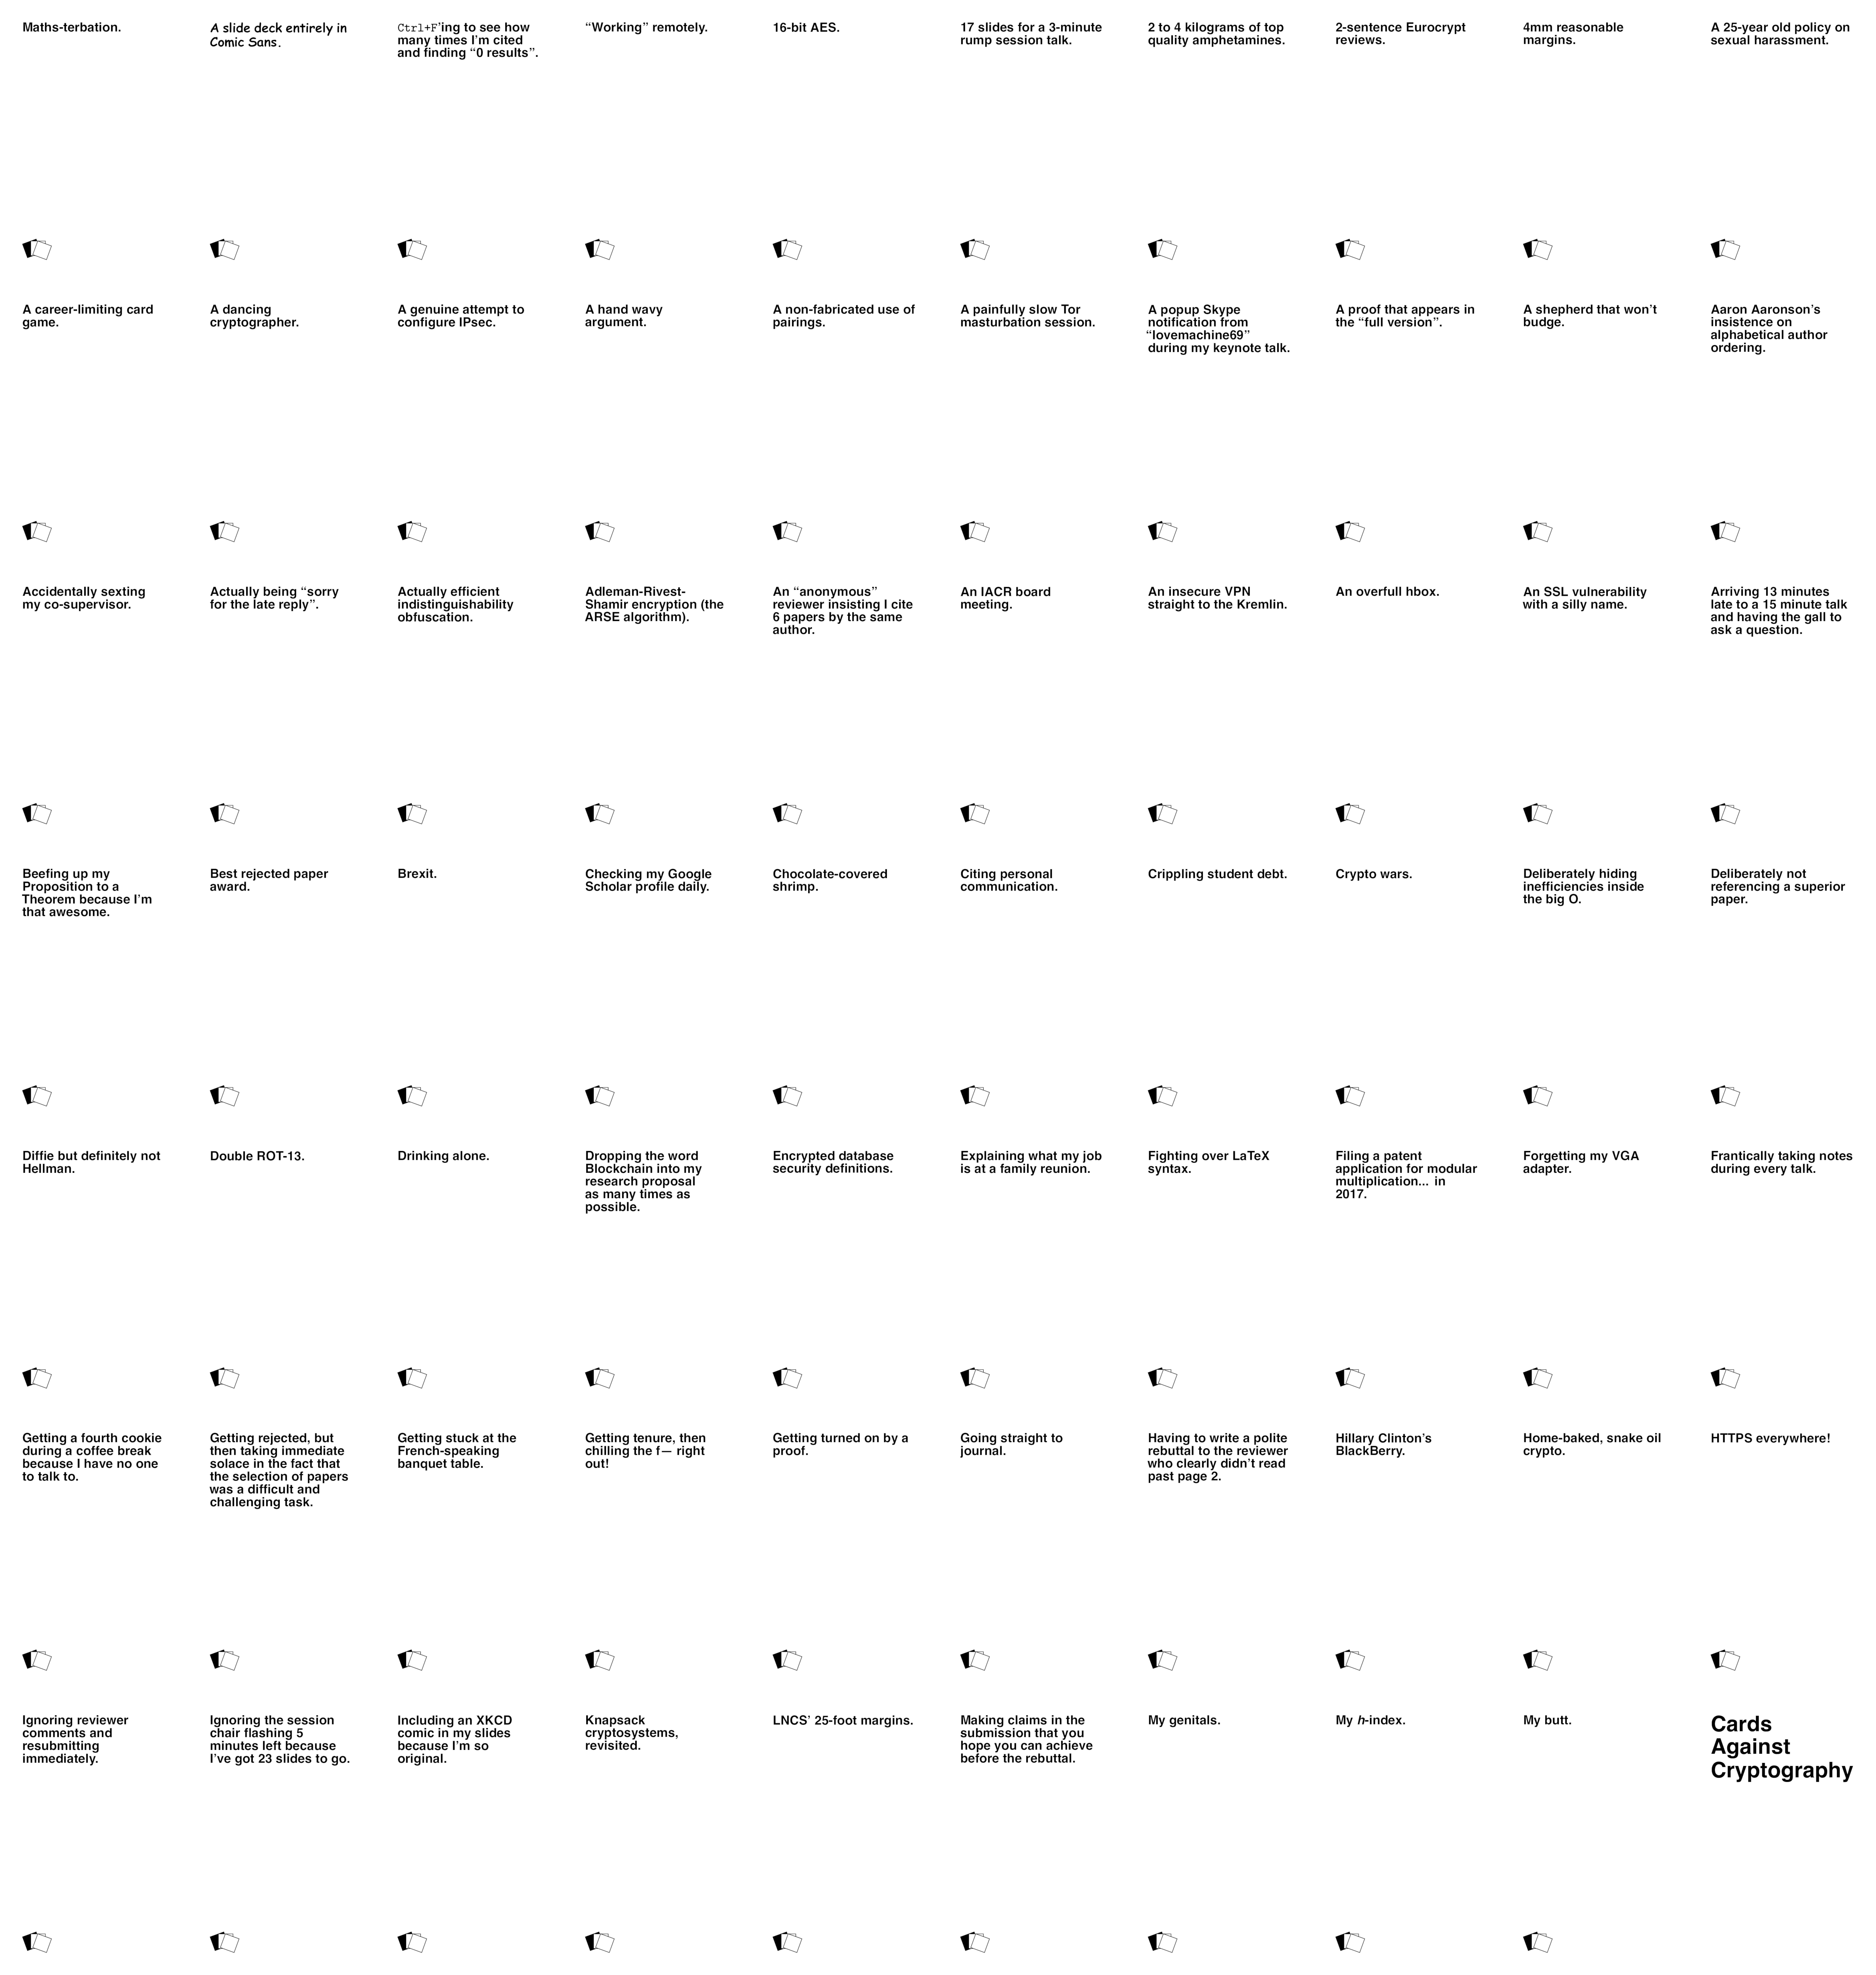 Maths-terbation.
A slide deck entirely in
Comic Sans.
Ctrl+F'ing to see how
many times I'm cited
and finding “0 results”.
“Working” remotely.
16-bit AES.
17 slides for a 3-minute
rump session talk.
2 to 4 kilograms of top
quality amphetamines.
2-sentence Eurocrypt
reviews.
4mm reasonable
margins.
A 25-year old policy on
sexual harassment.
A career-limiting card
game.
A dancing
cryptographer.
A genuine attempt to
configure IPsec.
A hand wavy
argument.
A non-fabricated use of
pairings.
A painfully slow Tor
masturbation session.
A popup Skype
notification from
“lovemachine69”
during my keynote talk.
A proof that appears in
the “full version”.
A shepherd that won’t
budge.
Aaron Aaronson’s
insistence on
alphabetical author
ordering.
Accidentally sexting
my co-supervisor.
Actually being “sorry
for the late reply”.
Actually efficient
indistinguishability
obfuscation.
Adleman-Rivest-
Shamir encryption (the
ARSE algorithm).
An “anonymous”
reviewer insisting I cite
6 papers by the same
author.
An IACR board
meeting.
An insecure VPN
straight to the Kremlin.
An overfull hbox.
An SSL vulnerability
with a silly name.
Arriving 13 minutes
late to a 15 minute talk
and having the gall to
ask a question.
Beefing up my
Proposition to a
Theorem because I’m
that awesome.
Best rejected paper
award.
Brexit.
Checking my Google
Scholar profile daily.
Chocolate-covered
shrimp.
Citing personal
communication.
Crippling student debt.
Crypto wars.
Deliberately hiding
inefficiencies inside
the big O.
Deliberately not
referencing a superior
paper.
Diffie but definitely not
Hellman.
Double ROT-13.
Drinking alone.
Dropping the word
Blockchain into my
research proposal
as many times as
possible.
Encrypted database
security definitions.
Explaining what my job
is at a family reunion.
Fighting over LaTeX
syntax.
Filing a patent
application for modular
multiplication... in
2017.
Forgetting my VGA
adapter.
Frantically taking notes
during every talk.
Getting a fourth cookie
during a coffee break
because I have no one
to talk to.
Getting rejected, but
then taking immediate
solace in the fact that
the selection of papers
was a difficult and
challenging task.
Getting stuck at the
French-speaking
banquet table.
Getting tenure, then
chilling the f— right
out!
Getting turned on by a
proof.
Going straight to
journal.
Having to write a polite
rebuttal to the reviewer
who clearly didn’t read
past page 2.
Hillary Clinton’s
BlackBerry.
Home-baked, snake oil
crypto.
HTTPS everywhere!
Ignoring reviewer
comments and
resubmitting
immediately.
Ignoring the session
chair flashing 5
minutes left because
I’ve got 23 slides to go.
Including an XKCD
comic in my slides
because I’m so
original.
Knapsack
cryptosystems,
revisited.
LNCS’ 25-foot margins.
Making claims in the
submission that you
hope you can achieve
before the rebuttal.
My genitals.
My h-index.
My butt.
Cards
Against
Cryptography